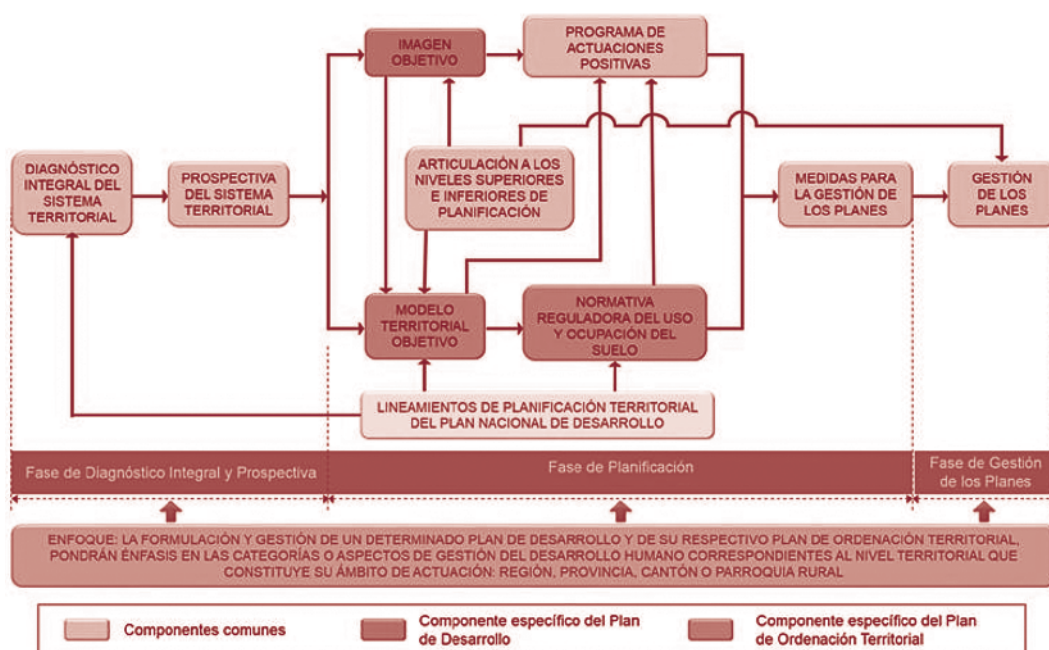 IMAGEN
OBJETIVO
PROGRAMA DE
ACTUACIONES
POSITIVAS
DIAGNÓSTICO
INTEGRAL DEL
SISTEMA
TERRITORIAL
PROSPECTIVA
DEL SISTEMA
TERRITORIAL
ARTICULACIÓN A LOS
NIVELES SUPERIORES
E INFERIORES DE
PLANIFICACIÓN
MEDIDAS PARA
LA GESTIÓN DE
LOS PLANES
GESTIÓN
DE LOS
PLANES
MODELO
TERRITORIAL
OBJETIVO
NORMATIVA
REGULADORA DEL USO
Y OCUPACIÓN DEL
SUELO
LINEAMIENTOS DE PLANIFICACIÓN TERRITORIAL
DEL PLAN NACIONAL DE DESARROLLO
Fase de Diagnóstico Integral y Prospectiva
Fase de Planificación
Fase de Gestión
de los Planes
ENFOQUE: LA FORMULACIÓN Y GESTIÓN DE UN DETERMINADO PLAN DE DESARROLLO Y DE SU RESPECTIVO PLAN DE ORDENACIÓN TERRITORIAL,
PONDRÁN ÉNFASIS EN LAS CATEGORÍAS O ASPECTOS DE GESTIÓN DEL DESARROLLO HUMANO CORRESPONDIENTES AL NIVEL TERRITORIAL QUE
CONSTITUYE SU ÁMBITO DE ACTUACIÓN: REGIÓN, PROVINCIA, CANTÓN O PARROQUIA RURAL
Componentes comunes
Componente específico del Plan
de Desarrollo
Componente específico del Plan
de Ordenación Territorial